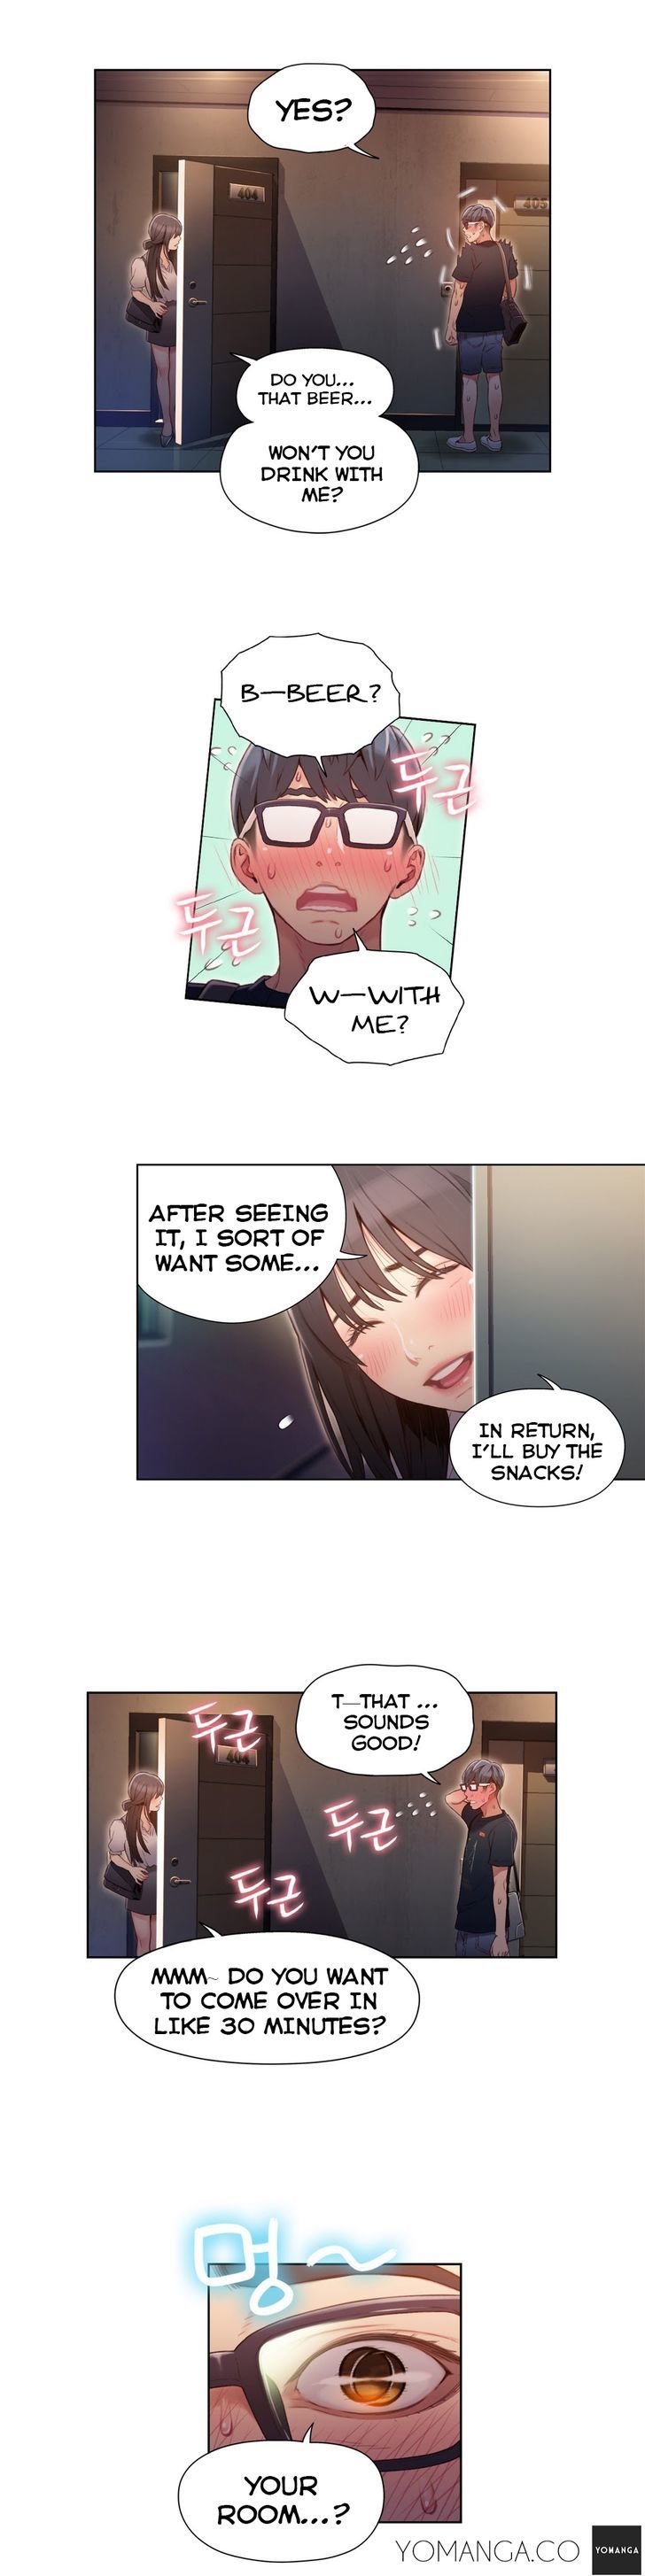 YES?
404
405
DO YOU...
THAT BEER...
WON'T YOU
DRINK WITH
ME?
B—BEER?
두근
두근
W—WITH
ME?
AFTER SEEING
IT, I SORT OF
WANT SOME...
IN RETURN,
I'LL BUY THE
SNACKS!
T—THAT ...
SOUNDS
GOOD!
두근
404
두근
두근
MMM~ DO YOU WANT
TO COME OVER IN
LIKE 30 MINUTES?
멍~
YOUR
ROOM...?
YOMANGA.CO
YOMANGA